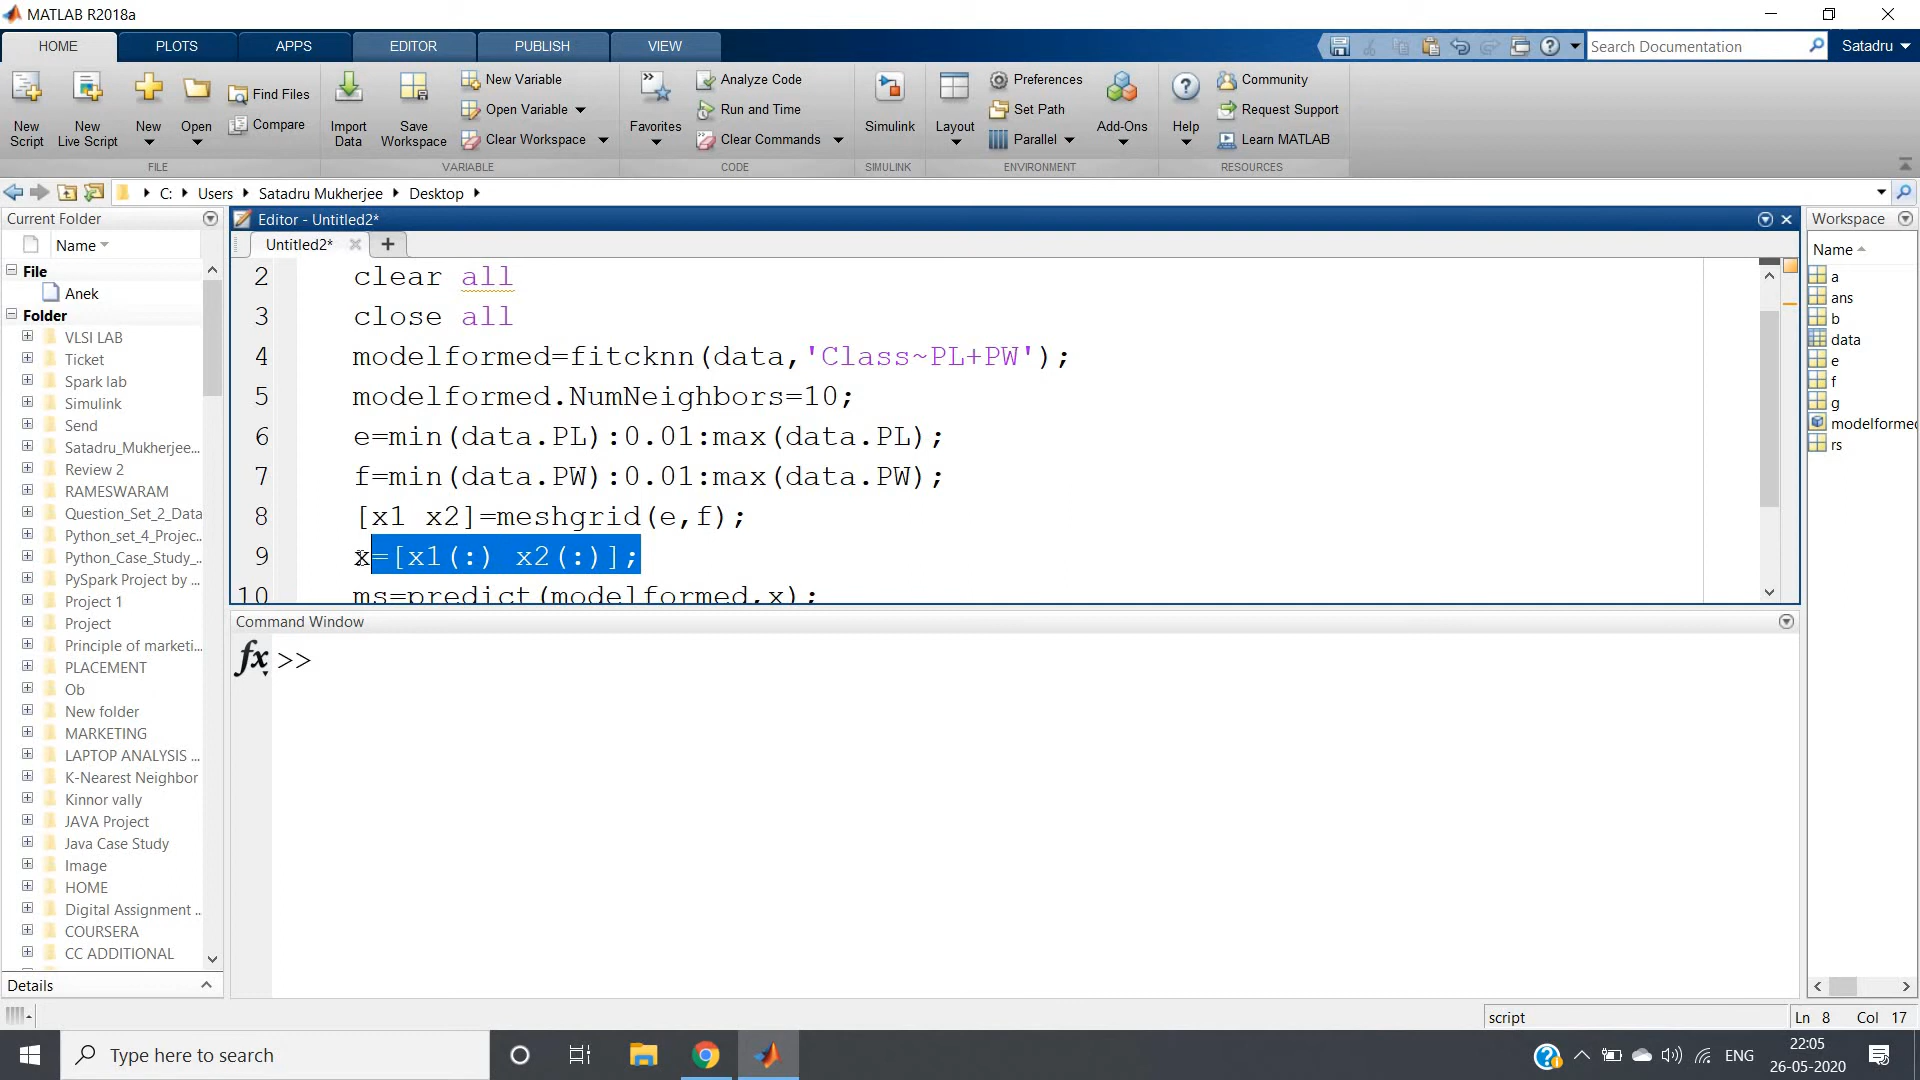 MATLAB R2018a
HOME PLOTS APPS EDITOR PUBLISH VIEW
Search Documentation
Satadru
New Script
New Live Script
New
Open
Find Files
Compare
FILE
Import Data
Save Workspace
New Variable
Open Variable
Clear Workspace
VARIABLE
Favorites
Analyze Code
Run and Time
Clear Commands
CODE
Simulink
SIMULINK
Layout
Preferences
Set Path
Parallel
Add-Ons
ENVIRONMENT
Help
Community
Request Support
Learn MATLAB
RESOURCES
C: Users Satadru Mukherjee Desktop
Current Folder
Name
File
Anek
Folder
VLSI LAB
Ticket
Spark lab
Simulink
Send
Satadru_Mukherjee...
Review 2
RAMESWARAM
Question_Set_2_Data
Python_set_4_Projec...
Python_Case_Study_
PySpark Project by ...
Project 1
Project
Principle of marketi...
PLACEMENT
Ob
New folder
MARKETING
LAPTOP ANALYSIS ...
K-Nearest Neighbor
Kinnor vally
JAVA Project
Java Case Study
Image
HOME
Digital Assignment ...
COURSERA
CC ADDITIONAL
Details
Editor - Untitled2*
Untitled2*
2 clear all
3 close all
4 modelformed=fitcknn(data,'Class~PL+PW');
5 modelformed.NumNeighbors=10;
6 e=min(data.PL):0.01:max(data.PL);
7 f=min(data.PW):0.01:max(data.PW);
8 [x1 x2]=meshgrid(e,f);
9 x=[x1(:) x2(:)];
10 ms=predict(modelformed,x);
Command Window
fx >>
Workspace
Name
a
ans
b
data
e
f
g
modelformed
rs
script
Ln 8 Col 17
Type here to search
ENG
22:05
26-05-2020